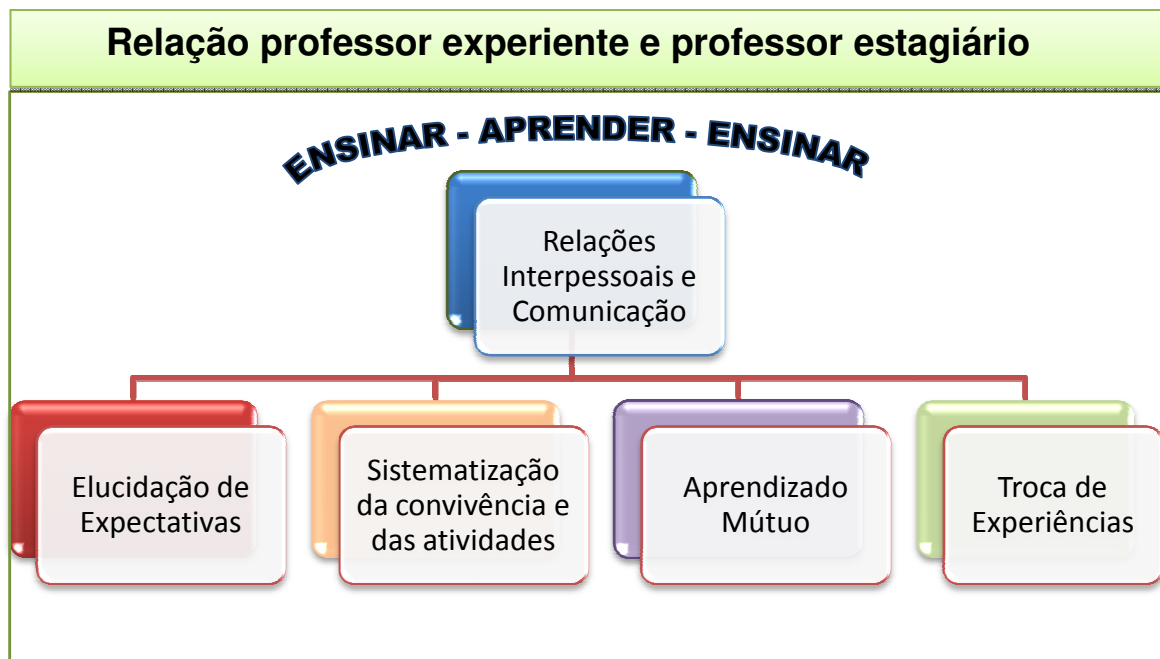 Relação professor experiente e professor estagiário
ENSINAR - APRENDER - ENSINAR
Relações
Interpessoais e
Comunicação
Elucidação de
Expectativas
Sistematização
da convivência e
das atividades
Aprendizado
Mútuo
Troca de
Experiências